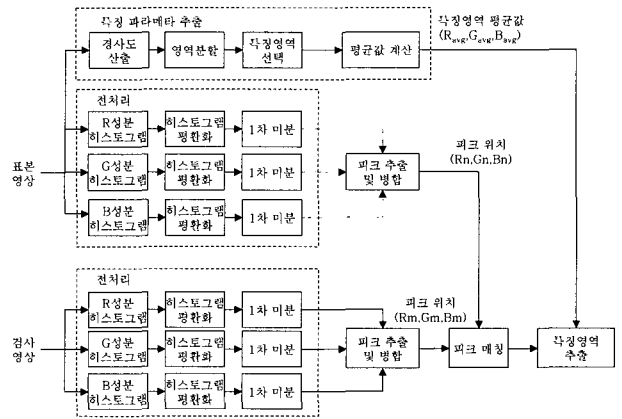 특징 파라메타 추출
경사도
산출
영역분할
특징영역
선택
평균값 계산
특징영역 평균값
(Ravg,Gavg,Bavg)
전처리
R성분
히스토그램
히스토그램
평활화
1차 미분
표본
영상
G성분
히스토그램
히스토그램
평활화
1차 미분
B성분
히스토그램
히스토그램
평활화
1차 미분
피크 추출
및 병합
피크 위치
(Rn,Gn,Bn)
전처리
R성분
히스토그램
히스토그램
평활화
1차 미분
검사
영상
G성분
히스토그램
히스토그램
평활화
1차 미분
B성분
히스토그램
히스토그램
평활화
1차 미분
피크 추출
및 병합
피크 위치
(Rm,Gm,Bm)
피크 매칭
특징영역
추출